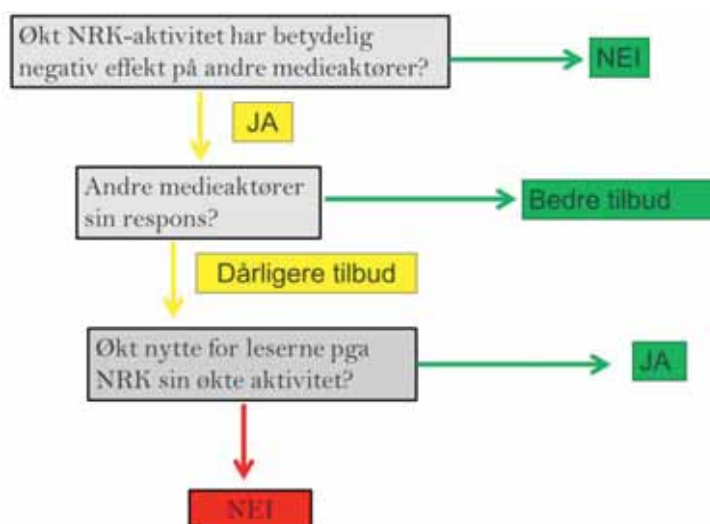 Økt NRK-aktivitet har betydelig
negativ effekt på andre medieaktører?
NEI
JA
Andre medieaktører
sin respons?
Bedre tilbud
Dårligere tilbud
Økt nytte for leserne pga
NRK sin økte aktivitet?
JA
NEI